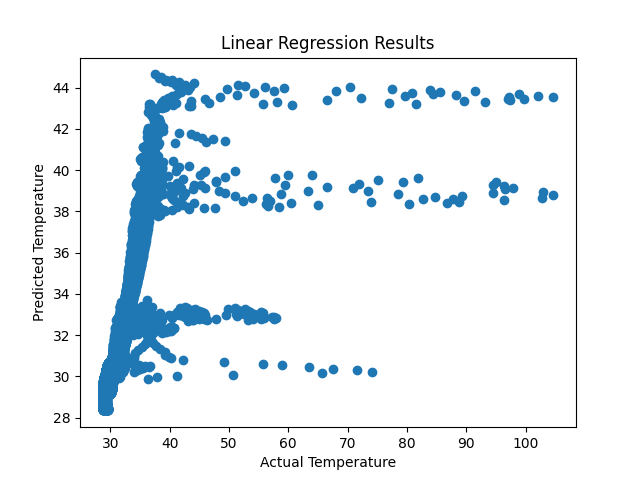 Linear Regression Results
Predicted Temperature
44
42
40
38
36
34
32
30
28
30 40 50 60 70 80 90 100
Actual Temperature